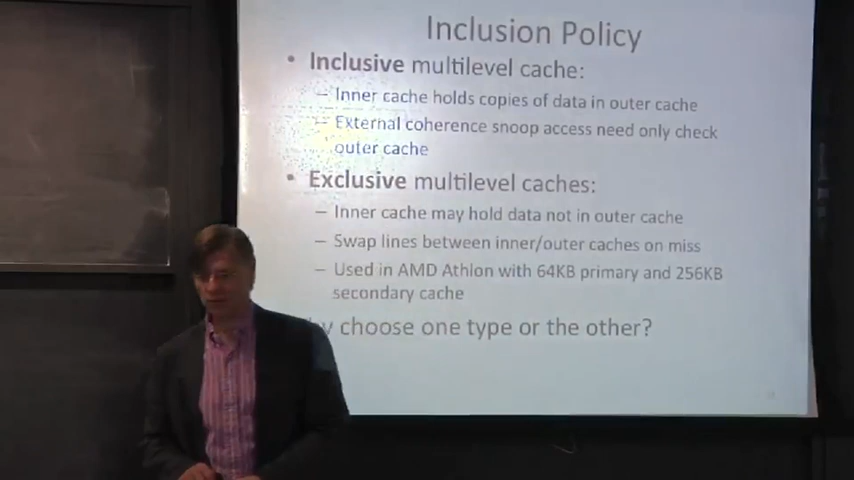 Inclusion Policy
• Inclusive multilevel cache:
– Inner cache holds copies of data in outer cache
– External coherence snoop access need only check
outer cache
• Exclusive multilevel caches:
– Inner cache may hold data not in outer cache
– Swap lines between inner/outer caches on miss
– Used in AMD Athlon with 64KB primary and 256KB
secondary cache
choose one type or the other?